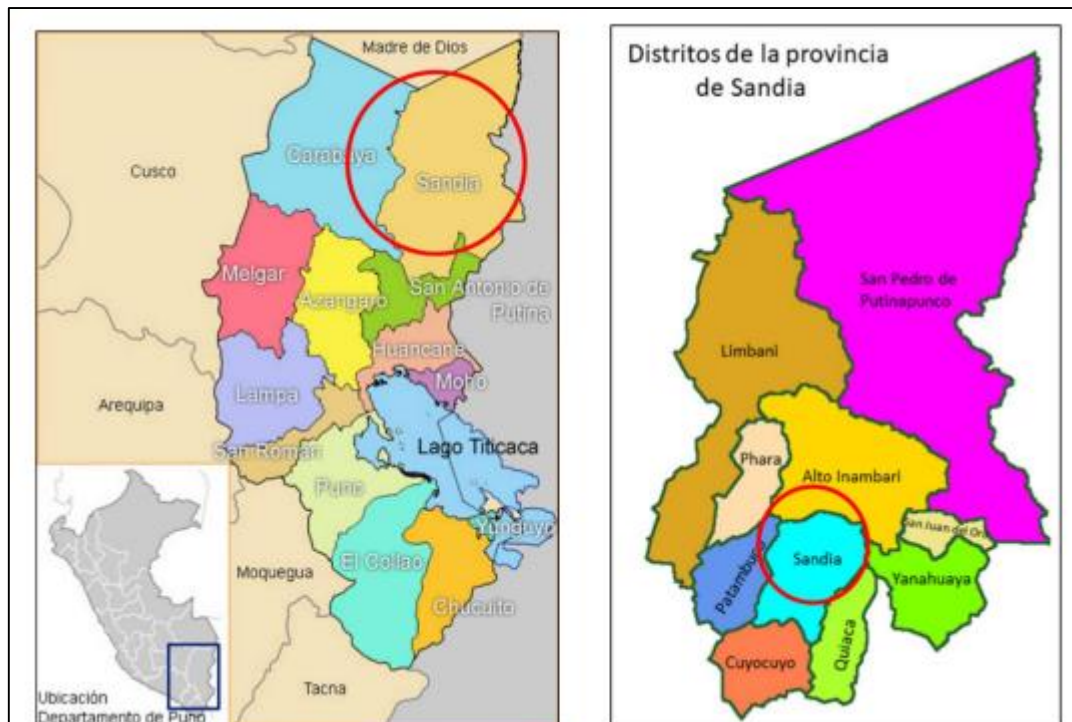 Madre de Dios
Cusco
Carabaya
Sandia
Melgar
Azangaro
San Antonio de
Putina
Huancane
Moho
Lampa
Arequipa
San Román
Lago Titicaca
Puno
Yunguyo
El Collao
Moquegua
Chucuito
Tacna
Ubicación
Departamento de Puno
Distritos de la provincia
de Sandia
San Pedro de
Putinapunco
Limbani
Phara
Alto Inambari
San Juan del Oro
Sandia
Patambuco
Yanahuaya
Quiaca
Cuyocuyo